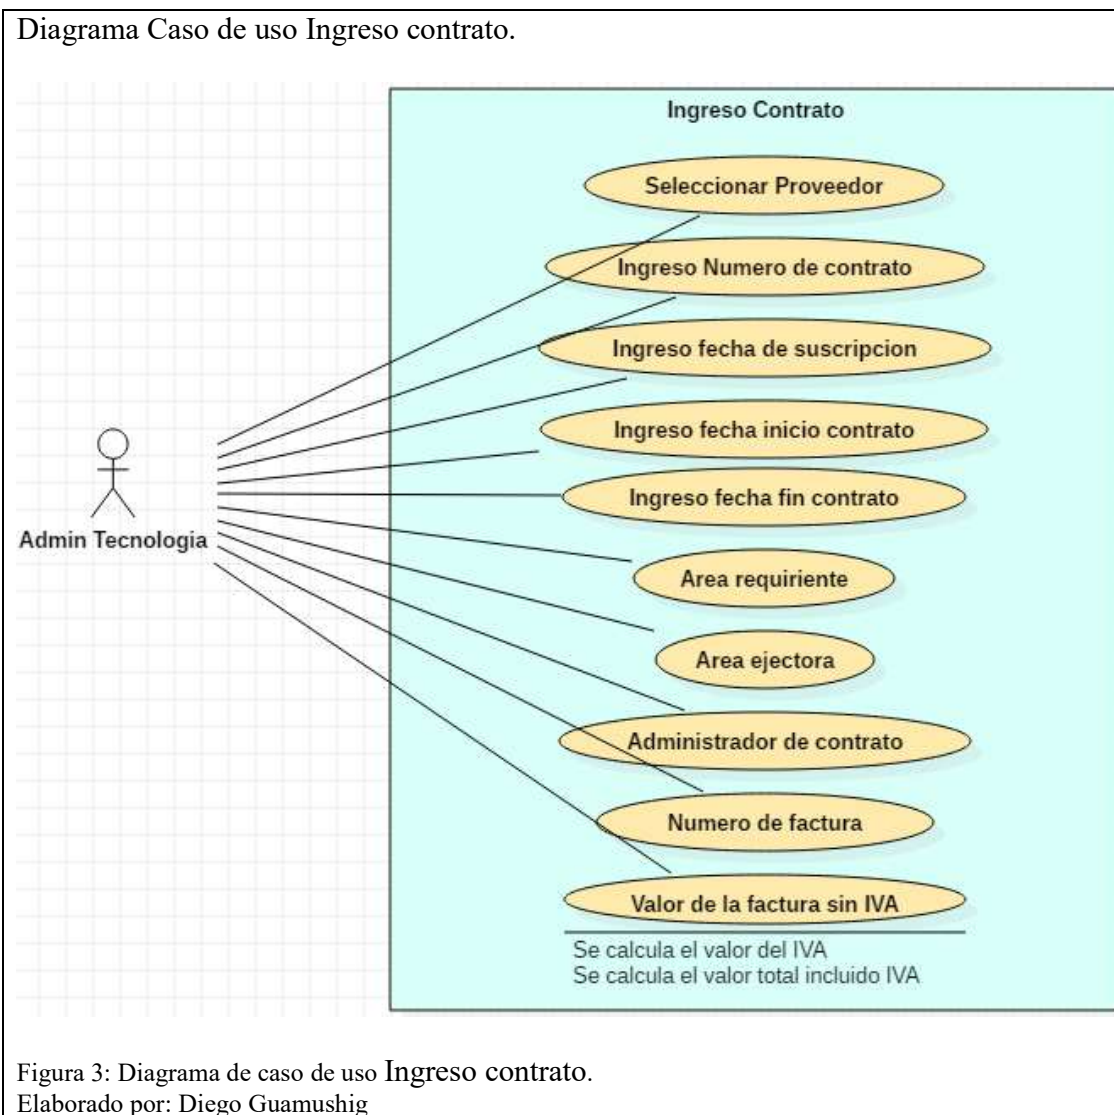 Diagrama Caso de uso Ingreso contrato.
Ingreso Contrato
Seleccionar Proveedor
Ingreso Numero de contrato
Ingreso fecha de suscripcion
Ingreso fecha inicio contrato
Ingreso fecha fin contrato
Admin Tecnologia
Area requiriente
Area ejectora
Administrador de contrato
Numero de factura
Valor de la factura sin IVA
Se calcula el valor del IVA
Se calcula el valor total incluido IVA
Figura 3: Diagrama de caso de uso Ingreso contrato.
Elaborado por: Diego Guamushig